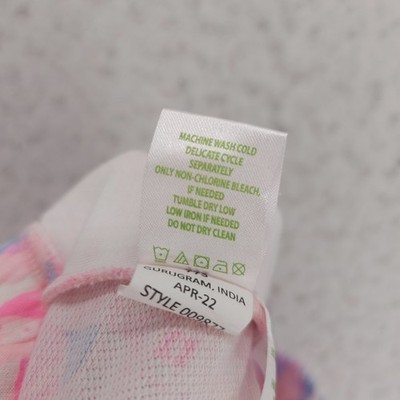 MACHINE WASH COLD
DELICATE CYCLE
SEPARATELY
ONLY NON-CHLORINE BLEACH.
IF NEEDED
TUMBLE DRY LOW
LOW IRON IF NEEDED
DO NOT DRY CLEAN
GURUGRAM, INDIA
APR-22
STYLE